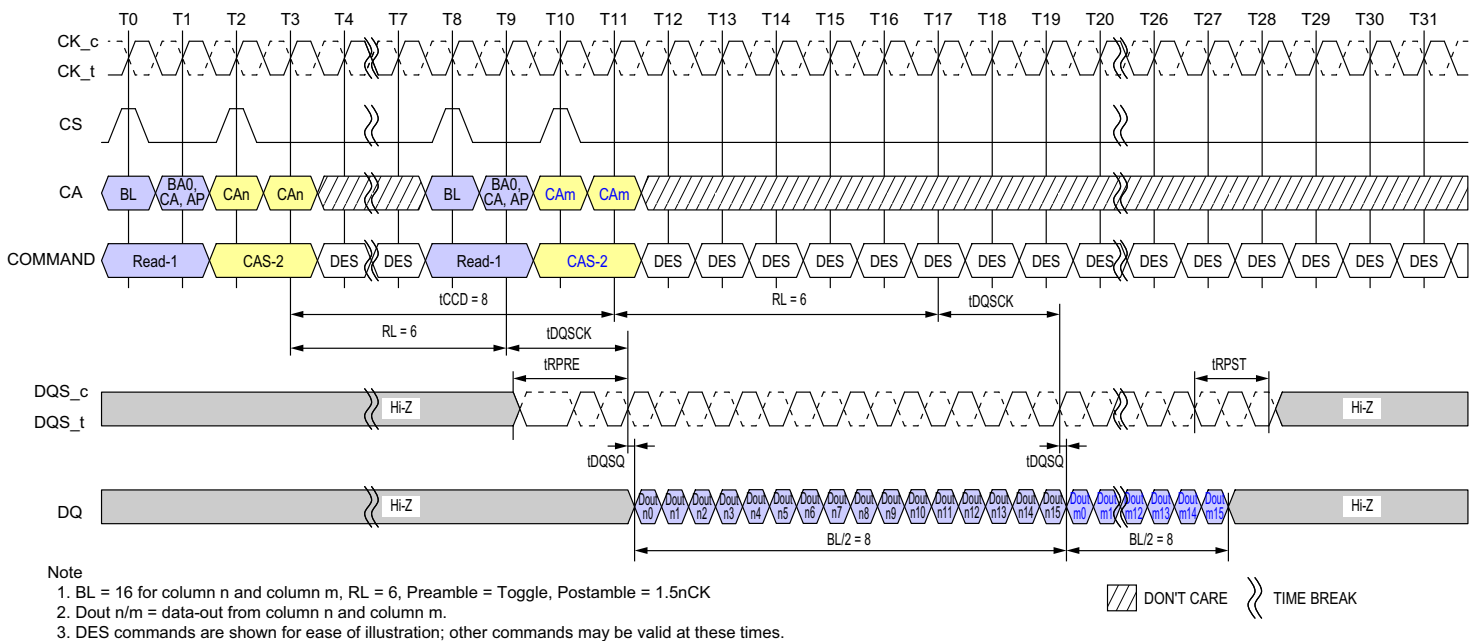 T0 T1 T2 T3 T4 T7 T8 T9 T10 T11 T12 T13 T14 T15 T16 T17 T18 T19 T20 T26 T27 T28 T29 T30 T31
CK_c
CK_t
CS
CA BL BA0, CA, AP CAn CAn BL BA0, CA, AP CAm CAm
COMMAND Read-1 CAS-2 DES DES Read-1 CAS-2 DES DES DES DES DES DES DES DES DES DES DES DES DES DES DES
tCCD = 8 RL = 6 tDQSCK
RL = 6 tDQSCK
tRPRE tRPST
DQS_c
DQS_t
Hi-Z Hi-Z
tDQSQ tDQSQ
DQ Hi-Z Dout n0 Dout n1 Dout n2 Dout n3 Dout n4 Dout n5 Dout n6 Dout n7 Dout n8 Dout n9 Dout n10 Dout n11 Dout n12 Dout n13 Dout n14 Dout n15 Dout m0 Dout m1 Dout m12 Dout m13 Dout m14 Dout m15 Hi-Z
BL/2 = 8 BL/2 = 8
Note
1. BL = 16 for column n and column m, RL = 6, Preamble = Toggle, Postamble = 1.5nCK
2. Dout n/m = data-out from column n and column m.
3. DES commands are shown for ease of illustration; other commands may be valid at these times.
DON'T CARE TIME BREAK